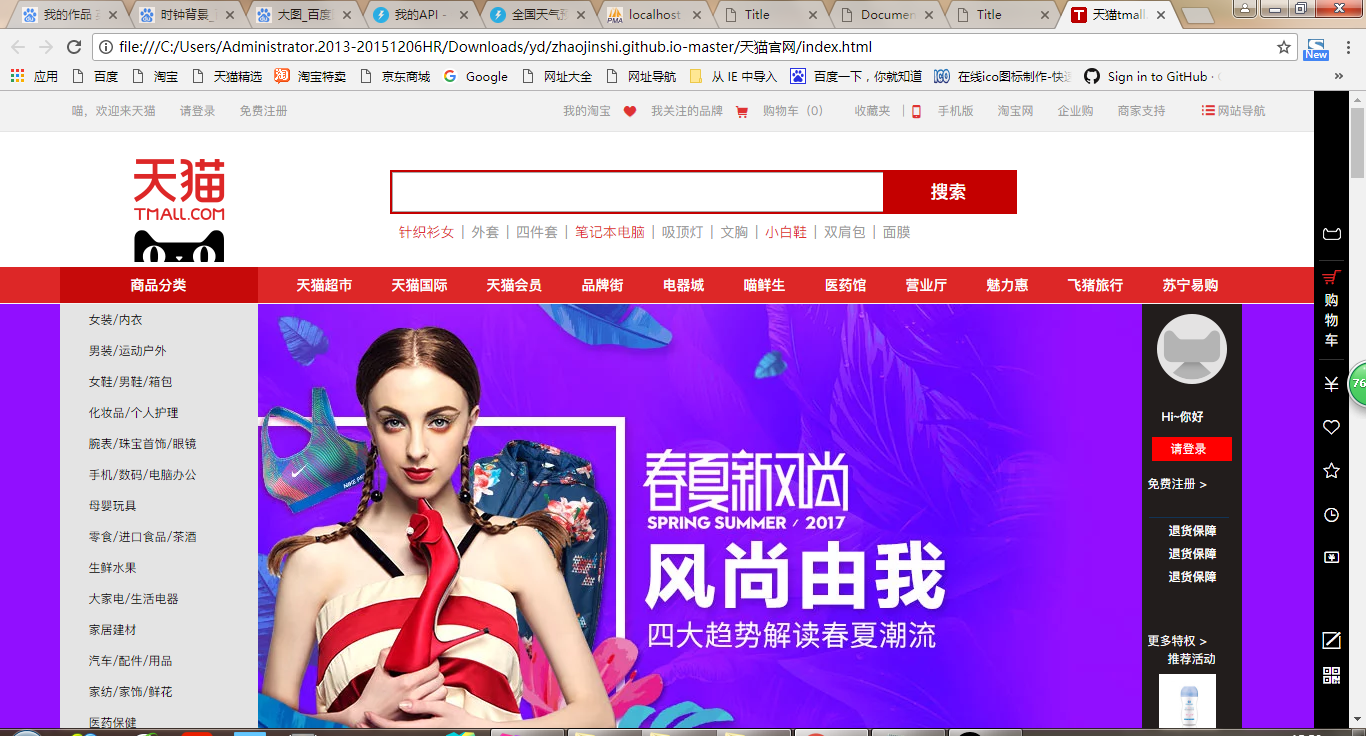 我的作品 时钟背景_ 大图_百度 我的API - 全国天气预 localhost Title Documen Title 天猫tmall.
file:///C:/Users/Administrator.2013-20151206HR/Downloads/yd/zhaojinshi.github.io-master/天猫官网/index.html
New
应用 百度 淘宝 天猫精选 淘宝特卖 京东商城 Google 网址大全 网址导航 从 IE 中导入 百度一下，你就知道 在线ico图标制作-快速 Sign in to GitHub · »
喵，欢迎来天猫 请登录 免费注册 我的淘宝 我关注的品牌 购物车（0） 收藏夹 | 手机版 淘宝网 企业购 商家支持 网站导航
天猫
TMALL.COM
搜索
针织衫女 | 外套 | 四件套 | 笔记本电脑 | 吸顶灯 | 文胸 | 小白鞋 | 双肩包 | 面膜
商品分类 天猫超市 天猫国际 天猫会员 品牌街 电器城 喵鲜生 医药馆 营业厅 魅力惠 飞猪旅行 苏宁易购
女装/内衣
男装/运动户外
女鞋/男鞋/箱包
化妆品/个人护理
腕表/珠宝首饰/眼镜
手机/数码/电脑办公
母婴玩具
零食/进口食品/茶酒
生鲜水果
大家电/生活电器
家居建材
汽车/配件/用品
家纺/家饰/鲜花
医药保健
春夏新风尚
SPRING SUMMER / 2017
风尚由我
四大趋势解读春夏潮流
Hi~你好
请登录
免费注册 >
退货保障
退货保障
退货保障
更多特权 >
推荐活动
购
物
车
76